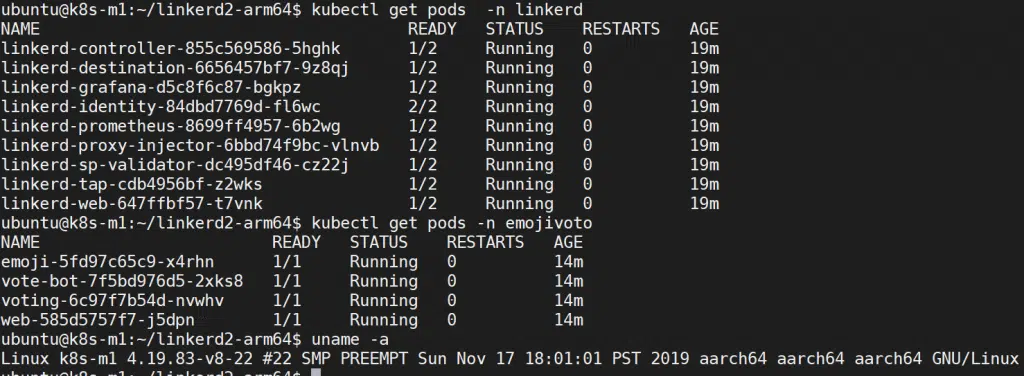 ubuntu@k8s-m1:~/linkerd2-arm64$ kubectl get pods  -n linkerd
NAME                                      READY   STATUS    RESTARTS   AGE
linkerd-controller-855c569586-5hghk       1/2     Running   0          19m
linkerd-destination-6656457bf7-9z8qj      1/2     Running   0          19m
linkerd-grafana-d5c8f6c87-bgkpz           1/2     Running   0          19m
linkerd-identity-84dbd7769d-fl6wc         2/2     Running   0          19m
linkerd-prometheus-8699ff4957-6b2wg       1/2     Running   0          19m
linkerd-proxy-injector-6bbd74f9bc-vlnvb   1/2     Running   0          19m
linkerd-sp-validator-dc495df46-cz22j      1/2     Running   0          19m
linkerd-tap-cdb4956bf-z2wks               1/2     Running   0          19m
linkerd-web-647ffbf57-t7vnk               1/2     Running   0          19m
ubuntu@k8s-m1:~/linkerd2-arm64$ kubectl get pods -n emojivoto
NAME                        READY   STATUS    RESTARTS   AGE
emoji-5fd97c65c9-x4rhn      1/1     Running   0          14m
vote-bot-7f5bd976d5-2xks8   1/1     Running   0          14m
voting-6c97f7b54d-nvwhv     1/1     Running   0          14m
web-585d5757f7-j5dpn        1/1     Running   0          14m
ubuntu@k8s-m1:~/linkerd2-arm64$ uname -a
Linux k8s-m1 4.19.83-v8-22 #22 SMP PREEMPT Sun Nov 17 18:01:01 PST 2019 aarch64 aarch64 aarch64 GNU/Linux
ubuntu@k8s-m1:~/linkerd2-arm64$